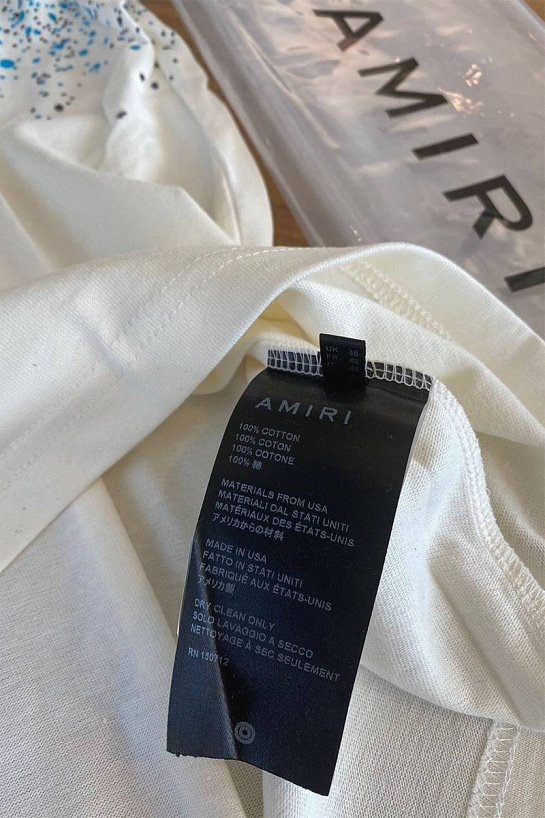 AMIRI
UK 38
FR 48
IT 48
AMIRI
100% COTTON
100% COTON
100% COTONE
100% 綿
MATERIALS FROM USA
MATERIALI DAL STATI UNITI
MATÉRIAUX DES ÉTATS-UNIS
アメリカからの材料
MADE IN USA
FATTO IN STATI UNITI
FABRIQUÉ AUX ÉTATS-UNIS
アメリカ製
DRY CLEAN ONLY
SOLO LAVAGGIO A SECCO
NETTOYAGE À SEC SEULEMENT
RN 150712